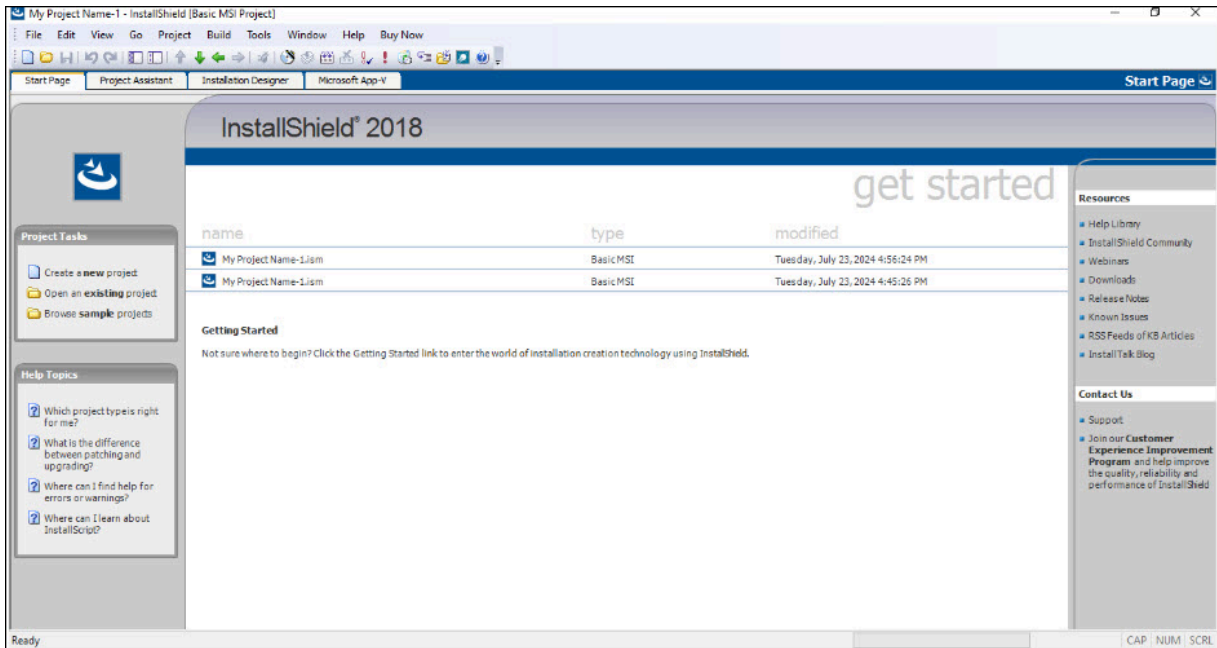 My Project Name-1 - InstallShield [Basic MSI Project]
File Edit View Go Project Build Tools Window Help Buy Now
Start Page Project Assistant Installation Designer Microsoft App-V Start Page
InstallShield® 2018
get started
Project Tasks
Create a new project
Open an existing project
Browse sample projects
Help Topics
Which project type is right
for me?
What is the difference
between patching and
upgrading?
Where can I find help for
errors or warnings?
Where can I learn about
InstallScript?
name type modified
My Project Name-1.ism Basic MSI Tuesday, July 23, 2024 4:56:24 PM
My Project Name-1.ism Basic MSI Tuesday, July 23, 2024 4:45:26 PM
Getting Started
Not sure where to begin? Click the Getting Started link to enter the world of installation creation technology using InstallShield.
Resources
Help Library
InstallShield Community
Webinars
Downloads
Release Notes
Known Issues
RSS Feeds of KB Articles
InstallTalk Blog
Contact Us
Support
Join our Customer
Experience Improvement
Program and help improve
the quality, reliability and
performance of InstallShield
Ready CAP NUM SCRL